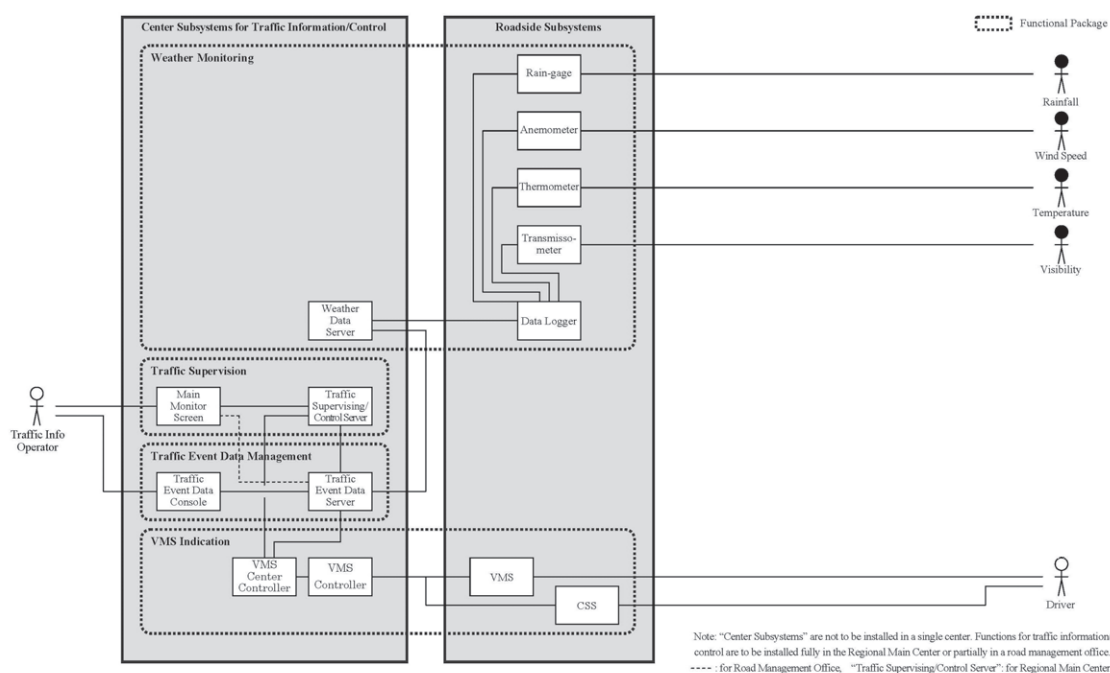 Center Subsystems for Traffic Information/Control
Roadside Subsystems
Functional Package
Weather Monitoring
Rain-gage
Rainfall
Anemometer
Wind Speed
Thermometer
Temperature
Transmisso-
meter
Visibility
Weather
Data
Server
Data Logger
Traffic Supervision
Main
Monitor
Screen
Traffic
Supervising/
Control Server
Traffic Info
Operator
Traffic Event Data Management
Traffic
Event Data
Console
Traffic
Event Data
Server
VMS Indication
VMS
Center
Controller
VMS
Controller
VMS
CSS
Driver
Note: “Center Subsystems” are not to be installed in a single center. Functions for traffic information
control are to be installed fully in the Regional Main Center or partially in a road management office.
---- : for Road Management Office, “Traffic Supervising/Control Server”: for Regional Main Center